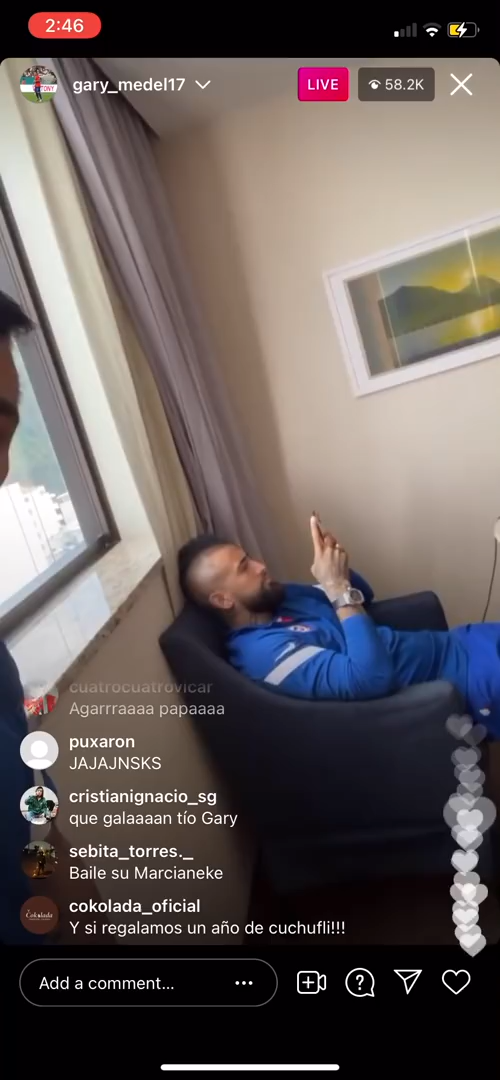 2:46
gary_medel17
LIVE
58.2K
cuatrocuatrovicar
Agarrraaaa papaaaa
puxaron
JAJAJNSKS
cristianignacio_sg
que galaaaan tío Gary
sebita_torres._
Baile su Marcianeke
cokolada_oficial
Y si regalamos un año de cuchufli!!!
Add a comment...